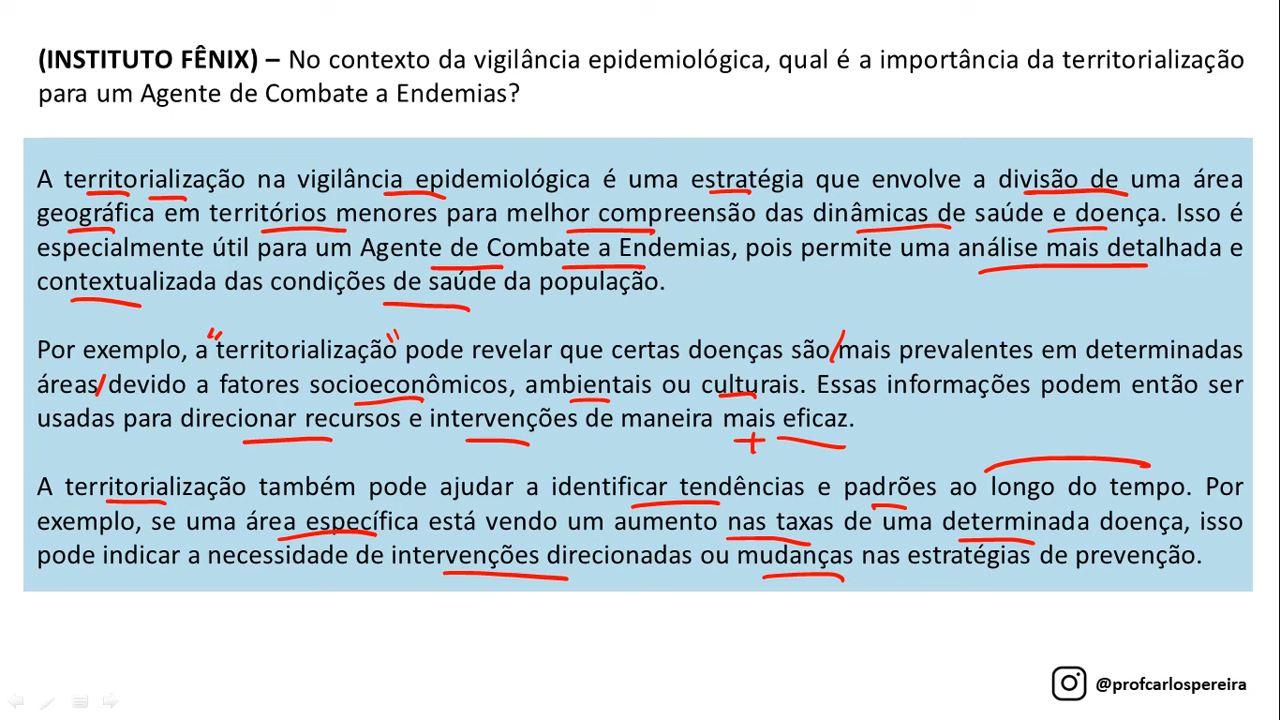 (INSTITUTO FÊNIX) – No contexto da vigilância epidemiológica, qual é a importância da territorialização
para um Agente de Combate a Endemias?
A territorialização na vigilância epidemiológica é uma estratégia que envolve a divisão de uma área
geográfica em territórios menores para melhor compreensão das dinâmicas de saúde e doença. Isso é
especialmente útil para um Agente de Combate a Endemias, pois permite uma análise mais detalhada e
contextualizada das condições de saúde da população.
Por exemplo, a "territorialização" pode revelar que certas doenças são/mais prevalentes em determinadas
áreas/devido a fatores socioeconômicos, ambientais ou culturais. Essas informações podem então ser
usadas para direcionar recursos e intervenções de maneira mais eficaz.
+
A territorialização também pode ajudar a identificar tendências e padrões ao longo do tempo. Por
exemplo, se uma área específica está vendo um aumento nas taxas de uma determinada doença, isso
pode indicar a necessidade de intervenções direcionadas ou mudanças nas estratégias de prevenção.
@profcarlospereira